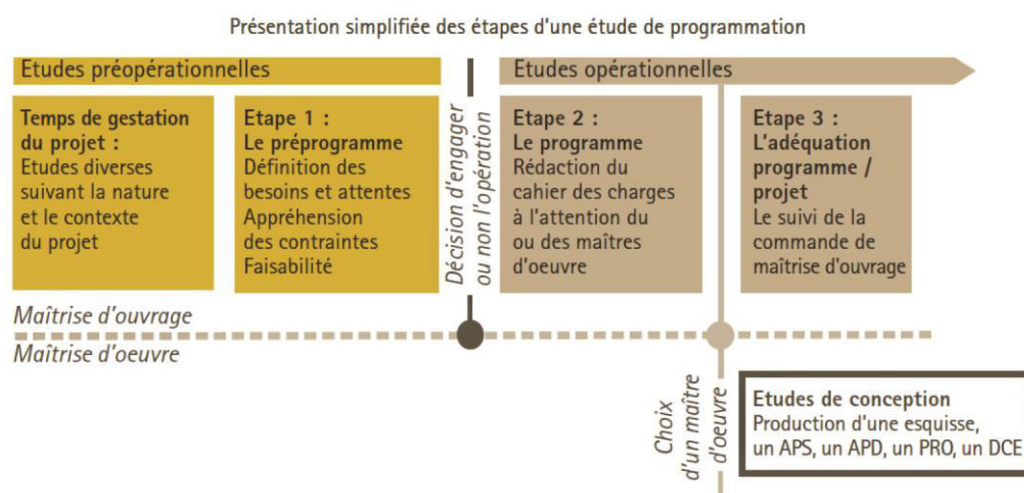 Présentation simplifiée des étapes d'une étude de programmation
Etudes préopérationnelles
Etudes opérationnelles
Temps de gestation
du projet :
Etudes diverses
suivant la nature
et le contexte
du projet
Etape 1 :
Le préprogramme
Définition des
besoins et attentes
Appréhension
des contraintes
Faisabilité
Décision d'engager
ou non l'opération
Etape 2 :
Le programme
Rédaction du
cahier des charges
à l'attention du
ou des maîtres
d'oeuvre
Etape 3 :
L'adéquation
programme /
projet
Le suivi de la
commande de
maîtrise d'ouvrage
Maîtrise d'ouvrage
Maîtrise d'oeuvre
Choix
d'un maître
d'oeuvre
Etudes de conception
Production d'une esquisse,
un APS, un APD, un PRO, un DCE